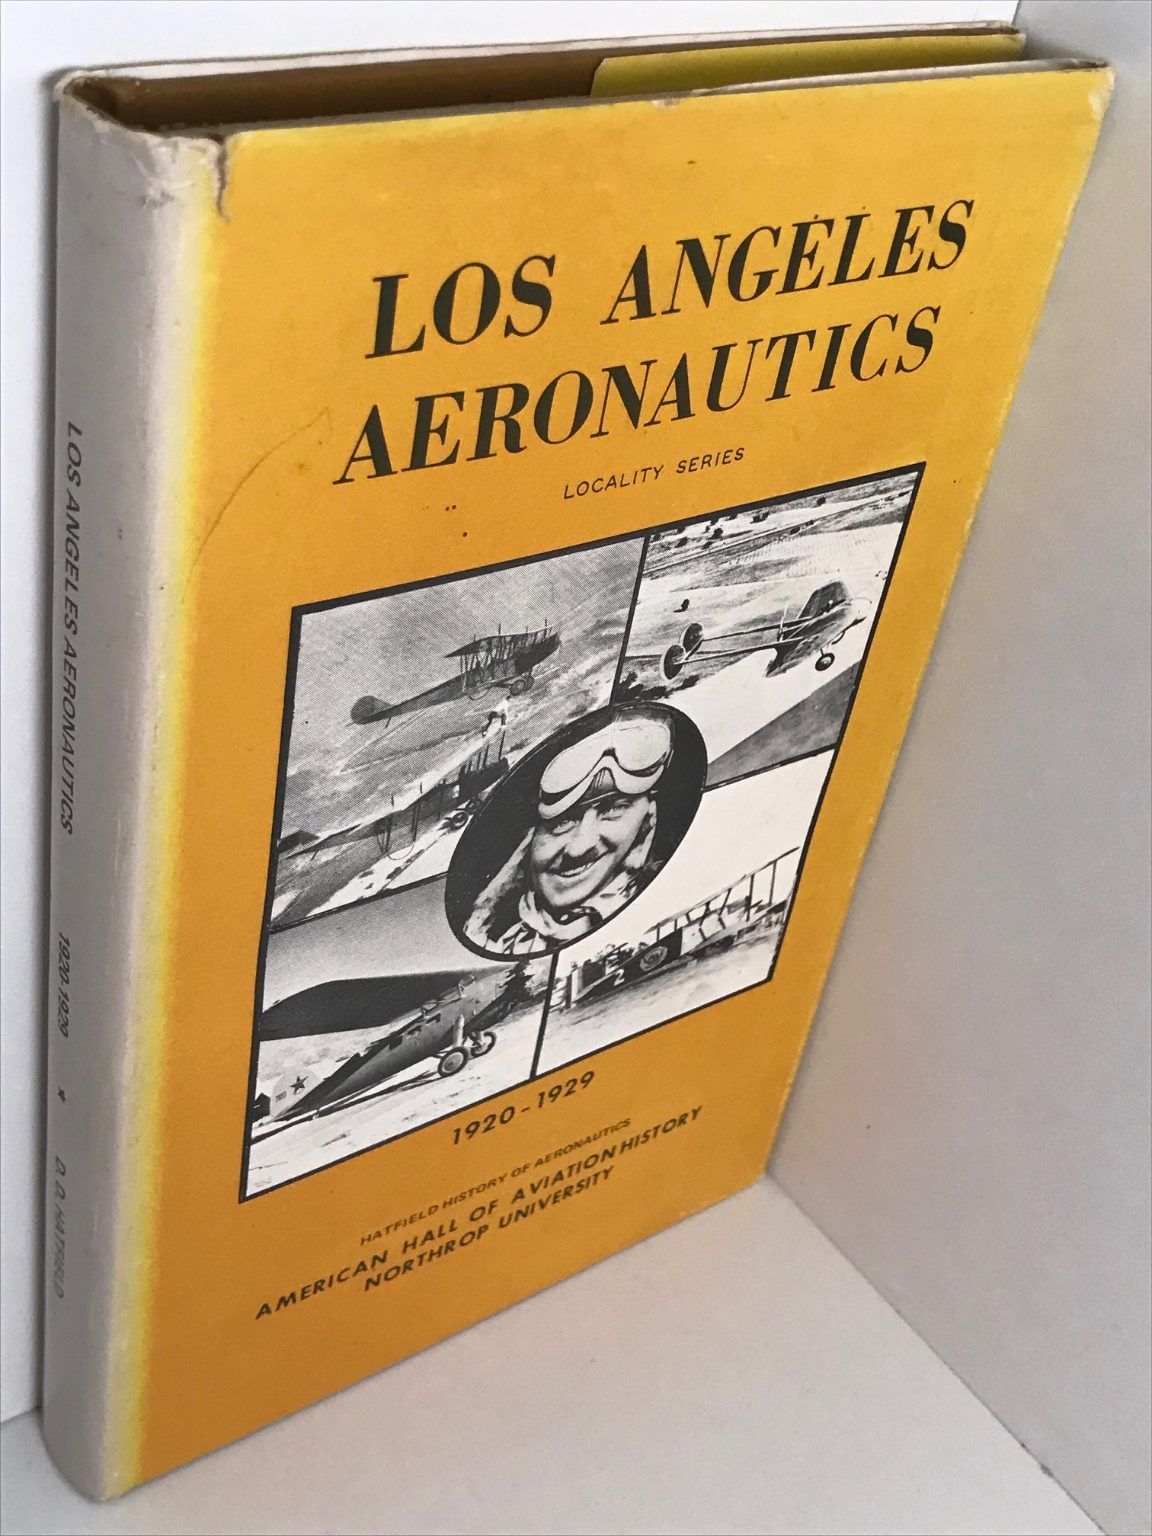 LOS ANGELES
AERONAUTICS
LOCALITY SERIES
1920-1929
HATFIELD HISTORY OF AERONAUTICS
AMERICAN HALL OF AVIATION HISTORY
NORTHROP UNIVERSITY
LOS ANGELES AERONAUTICS 1920-1929 * D. D. HATFIELD
2